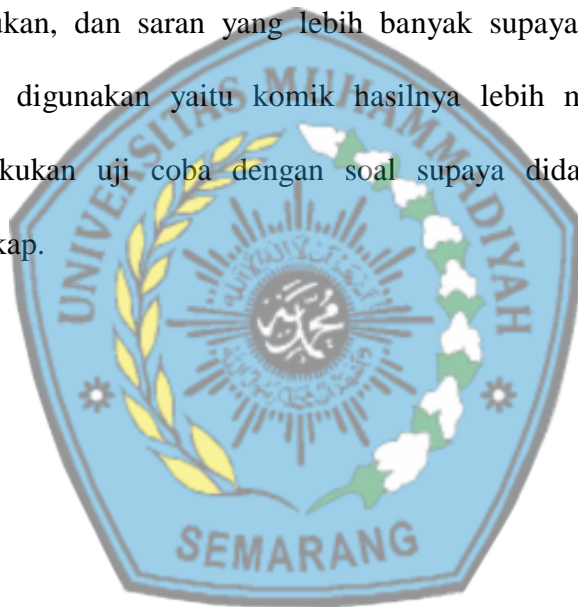 ukan, dan saran yang lebih banyak supaya
digunakan yaitu komik hasilnya lebih m
kukan uji coba dengan soal supaya dida
kap.
UNIVERSITAS MUHAMMADIYAH
SEMARANG